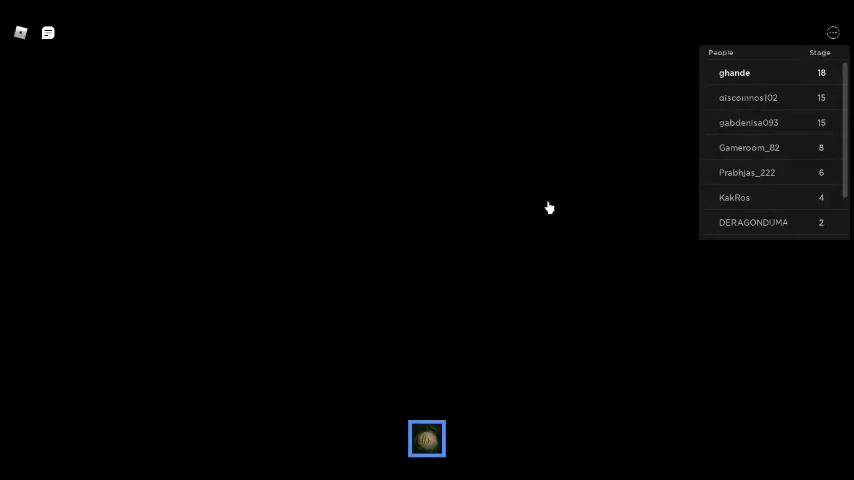 People Stage
ghande 18
15
gabdenisa093 15
Gameroom_82 8
Prabhjas_222 6
KakRos 4
DERAGONDUMA 2